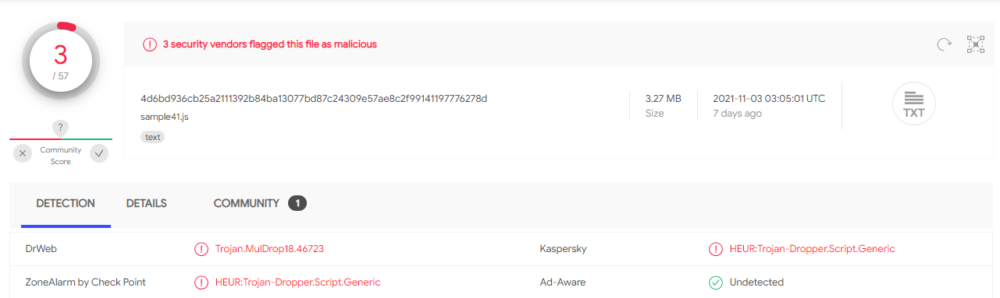 3
/ 57
?
Community
Score
3 security vendors flagged this file as malicious
4d6bd936cb25a2111392b84ba13077bd87c24309e57ae8c2f99141197776278d
sample41.js
text
3.27 MB
Size
2021-11-03 03:05:01 UTC
7 days ago
TXT
DETECTION DETAILS COMMUNITY 1
DrWeb Trojan.MulDrop18.46723 Kaspersky HEUR:Trojan-Dropper.Script.Generic
ZoneAlarm by Check Point HEUR:Trojan-Dropper.Script.Generic Ad-Aware Undetected